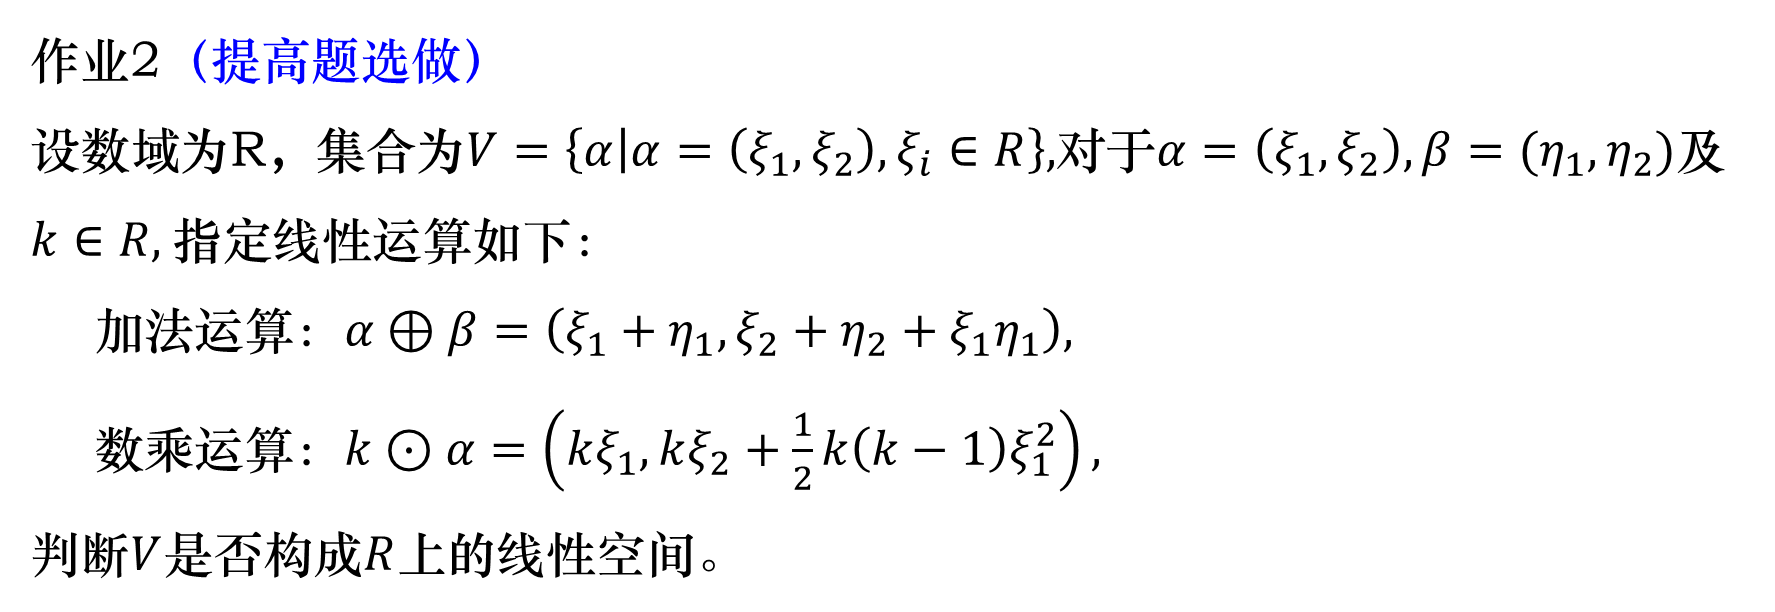 作业2（提高题选做）
设数域为R，集合为V = {α|α = (ξ₁, ξ₂), ξᵢ ∈ R},对于α = (ξ₁, ξ₂), β = (η₁, η₂)及
k ∈ R, 指定线性运算如下：
加法运算：α ⊕ β = (ξ₁ + η₁, ξ₂ + η₂ + ξ₁η₁),
数乘运算：k ⊙ α = (kξ₁, kξ₂ + ½k(k − 1)ξ₁²),
判断V是否构成R上的线性空间。